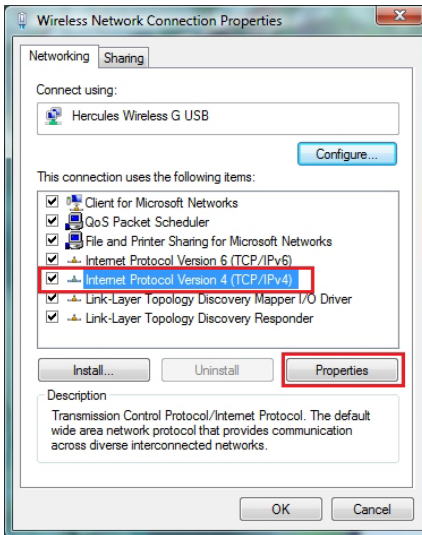 Wireless Network Connection Properties
Networking
Sharing
Connect using:
Hercules Wireless G USB
Configure...
This connection uses the following items:
Client for Microsoft Networks
QoS Packet Scheduler
File and Printer Sharing for Microsoft Networks
Internet Protocol Version 6 (TCP/IPv6)
Internet Protocol Version 4 (TCP/IPv4)
Link-Layer Topology Discovery Mapper I/O Driver
Link-Layer Topology Discovery Responder
Install...
Uninstall
Properties
Description
Transmission Control Protocol/Internet Protocol. The default
wide area network protocol that provides communication
across diverse interconnected networks.
OK
Cancel